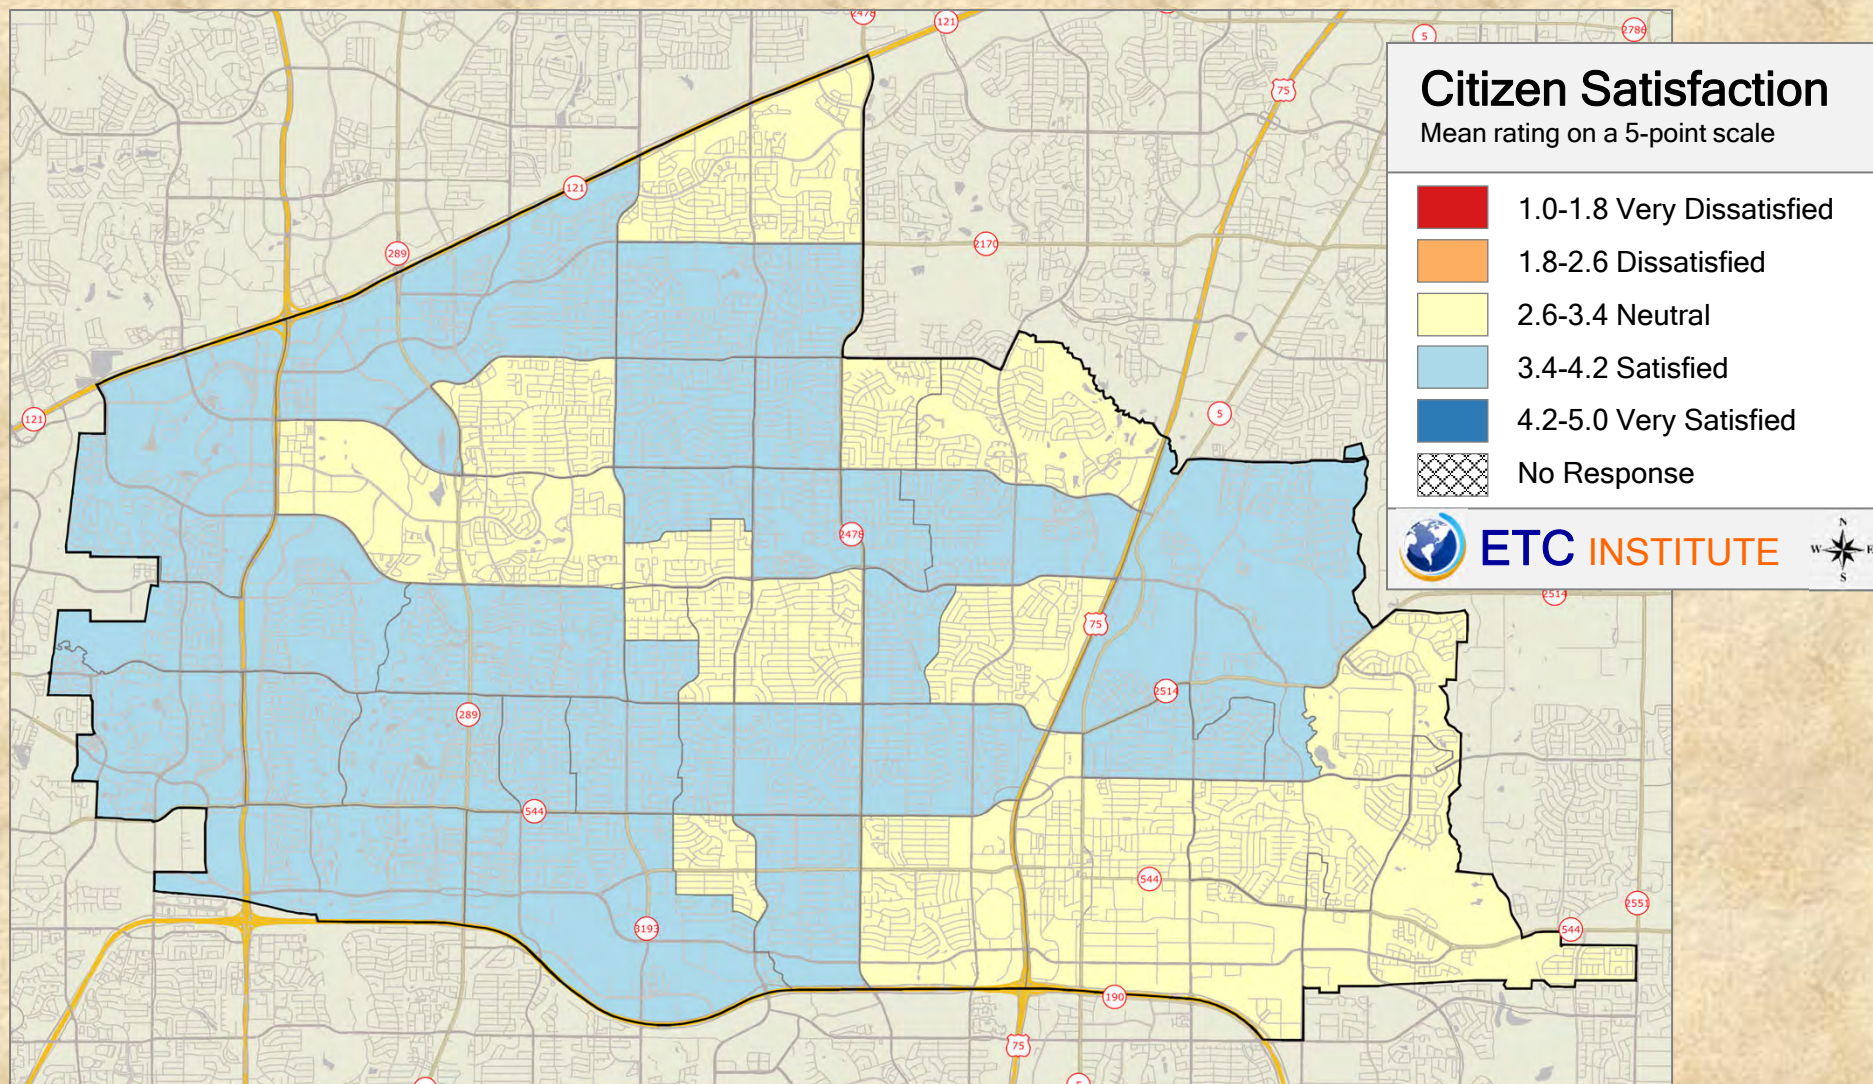 2478
121
5
2786
75
Citizen Satisfaction
Mean rating on a 5-point scale
121
1.0-1.8 Very Dissatisfied
289
2170
1.8-2.6 Dissatisfied
2.6-3.4 Neutral
3.4-4.2 Satisfied
121
5
4.2-5.0 Very Satisfied
No Response
2478
ETC INSTITUTE
N
W
E
S
75
2514
2514
289
544
544
2551
3193
544
190
75
5